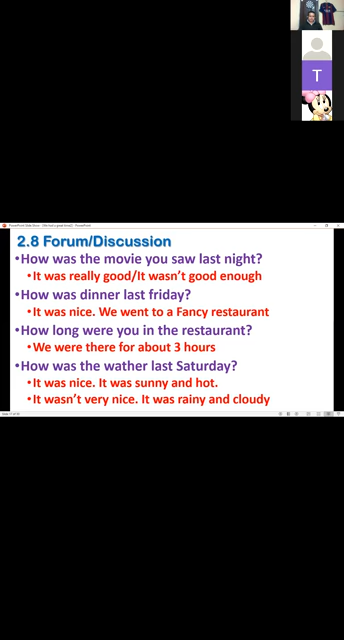 T
2.8 Forum/Discussion
•How was the movie you saw last night?
•It was really good/It wasn't good enough
•How was dinner last friday?
•It was nice. We went to a Fancy restaurant
•How long were you in the restaurant?
•We were there for about 3 hours
•How was the wather last Saturday?
•It was nice. It was sunny and hot.
•It wasn't very nice. It was rainy and cloudy